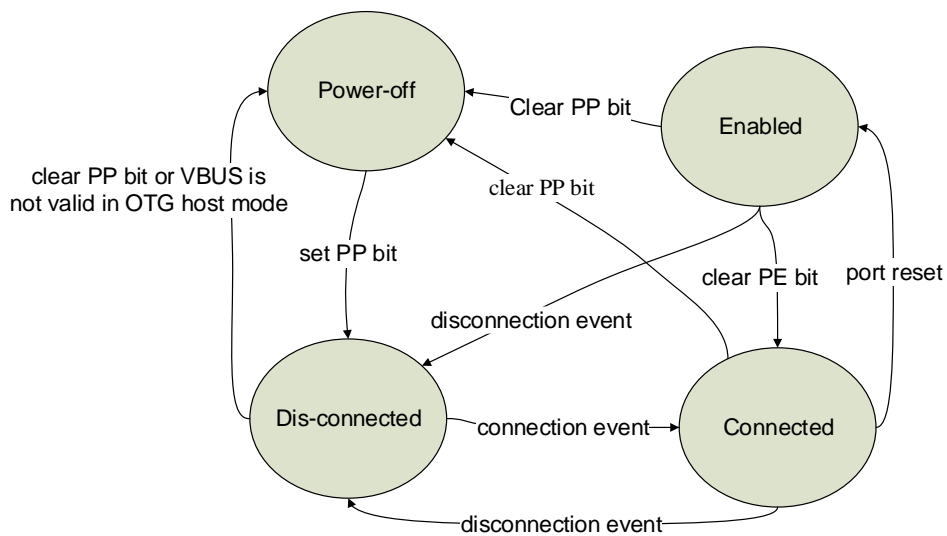 Power-off
Enabled
Clear PP bit
clear PP bit or VBUS is
not valid in OTG host mode
clear PP bit
set PP bit
clear PE bit
port reset
disconnection event
Dis-connected
connection event
Connected
disconnection event